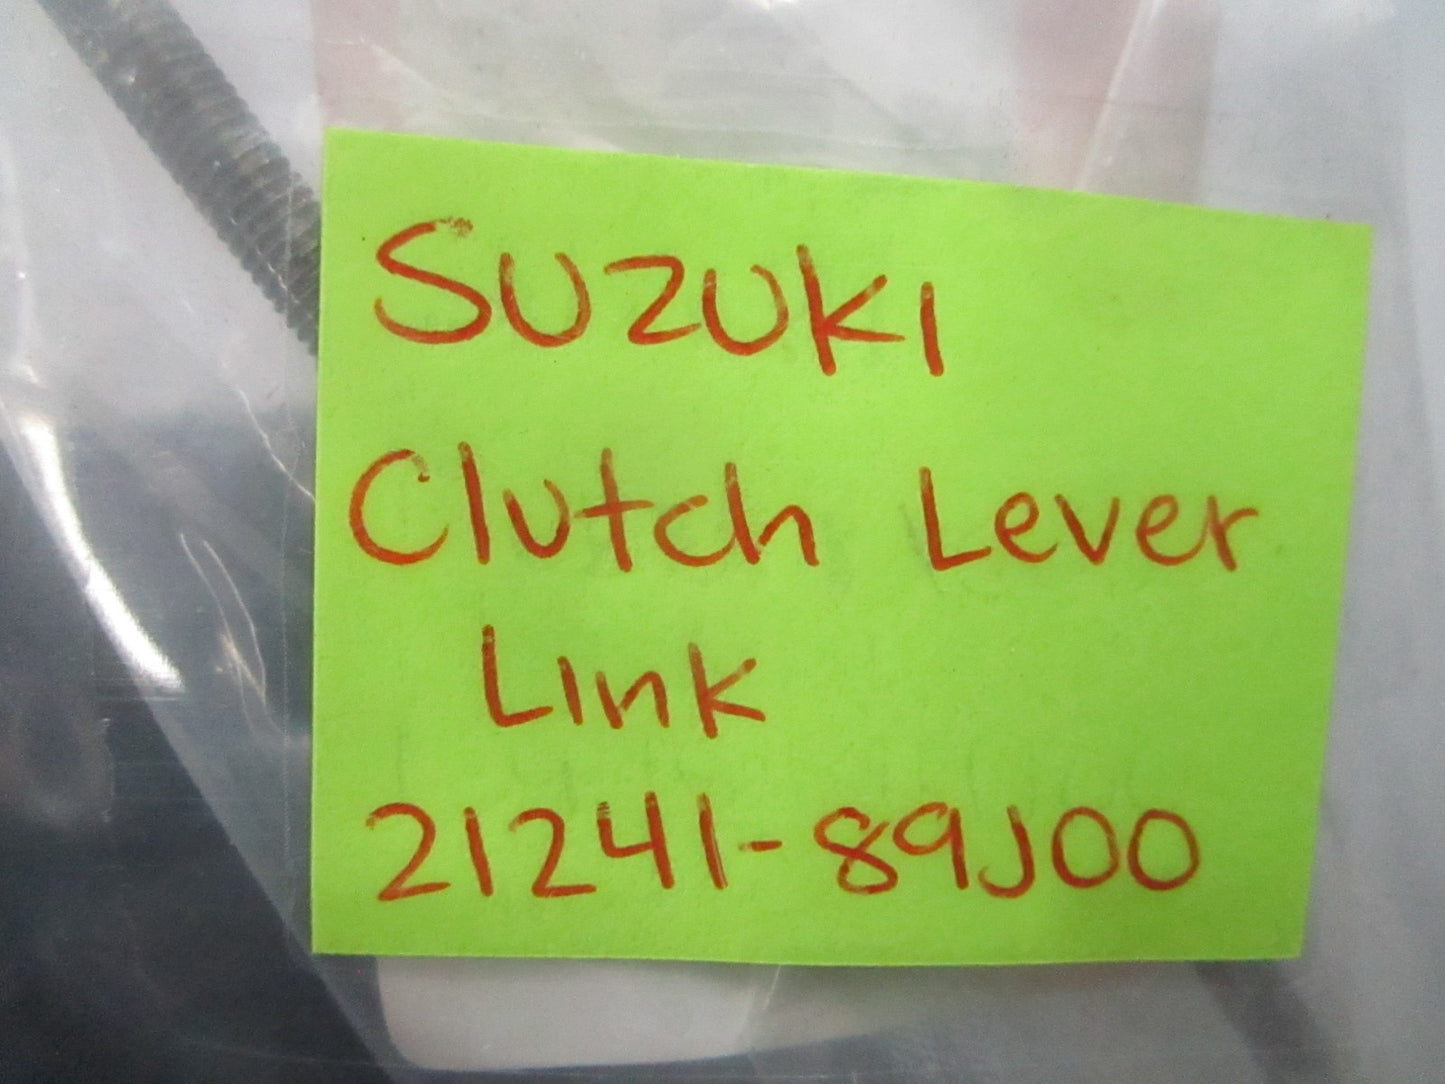 Suzuki
Clutch Lever
Link
21241-89J00